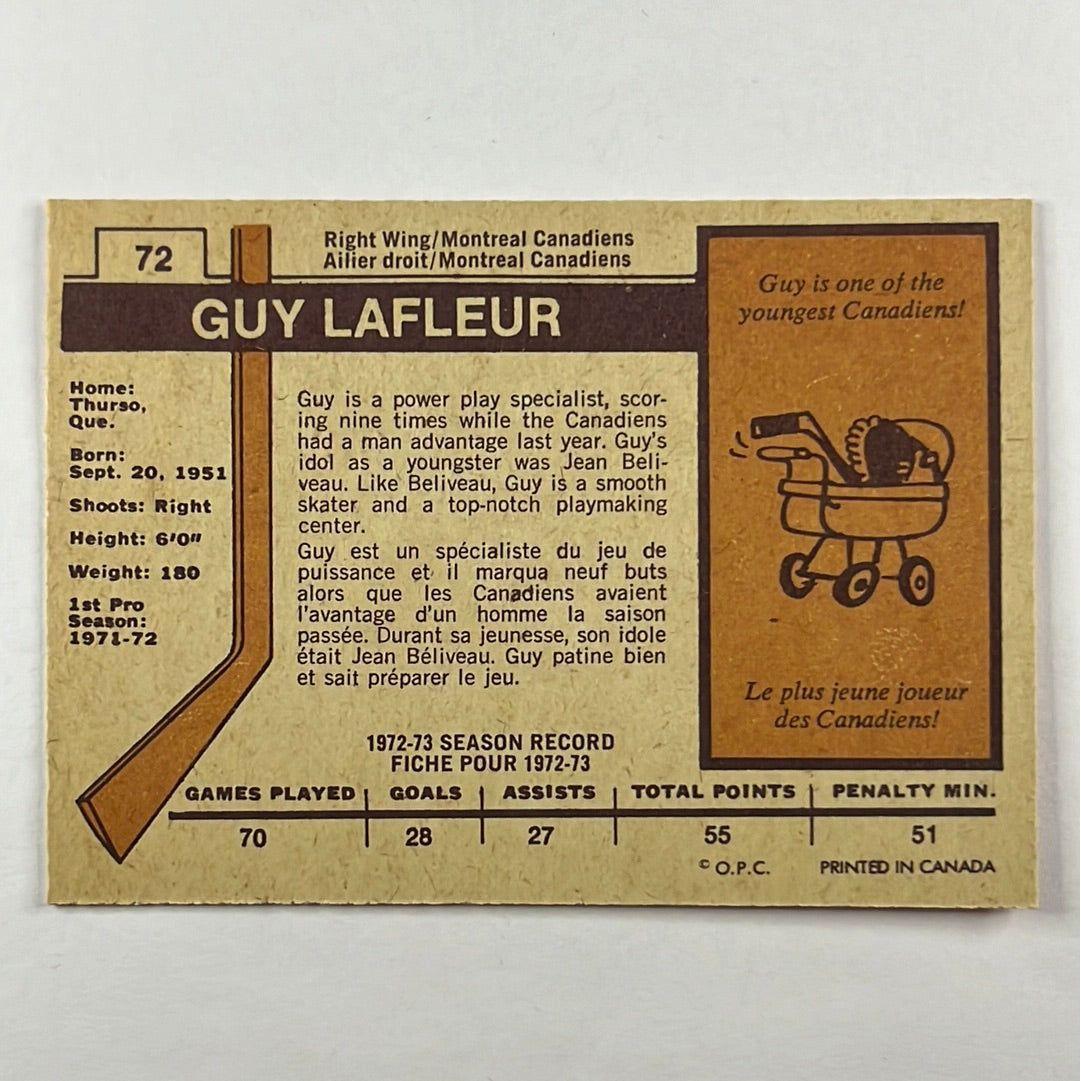 72
Right Wing/Montreal Canadiens
Ailier droit/Montreal Canadiens
GUY LAFLEUR
Home:
Thurso,
Que.
Born:
Sept. 20, 1951
Shoots: Right
Height: 6'0"
Weight: 180
1st Pro
Season:
1971-72
Guy is a power play specialist, scor-
ing nine times while the Canadiens
had a man advantage last year. Guy's
idol as a youngster was Jean Beli-
veau. Like Beliveau, Guy is a smooth
skater and a top-notch playmaking
center.
Guy est un spécialiste du jeu de
puissance et il marqua neuf buts
alors que les Canadiens avaient
l'avantage d'un homme la saison
passée. Durant sa jeunesse, son idole
était Jean Béliveau. Guy patine bien
et sait préparer le jeu.
Guy is one of the
youngest Canadiens!
Le plus jeune joueur
des Canadiens!
1972-73 SEASON RECORD
FICHE POUR 1972-73
GAMES PLAYED GOALS ASSISTS TOTAL POINTS PENALTY MIN.
70 28 27 55 51
© O.P.C. PRINTED IN CANADA